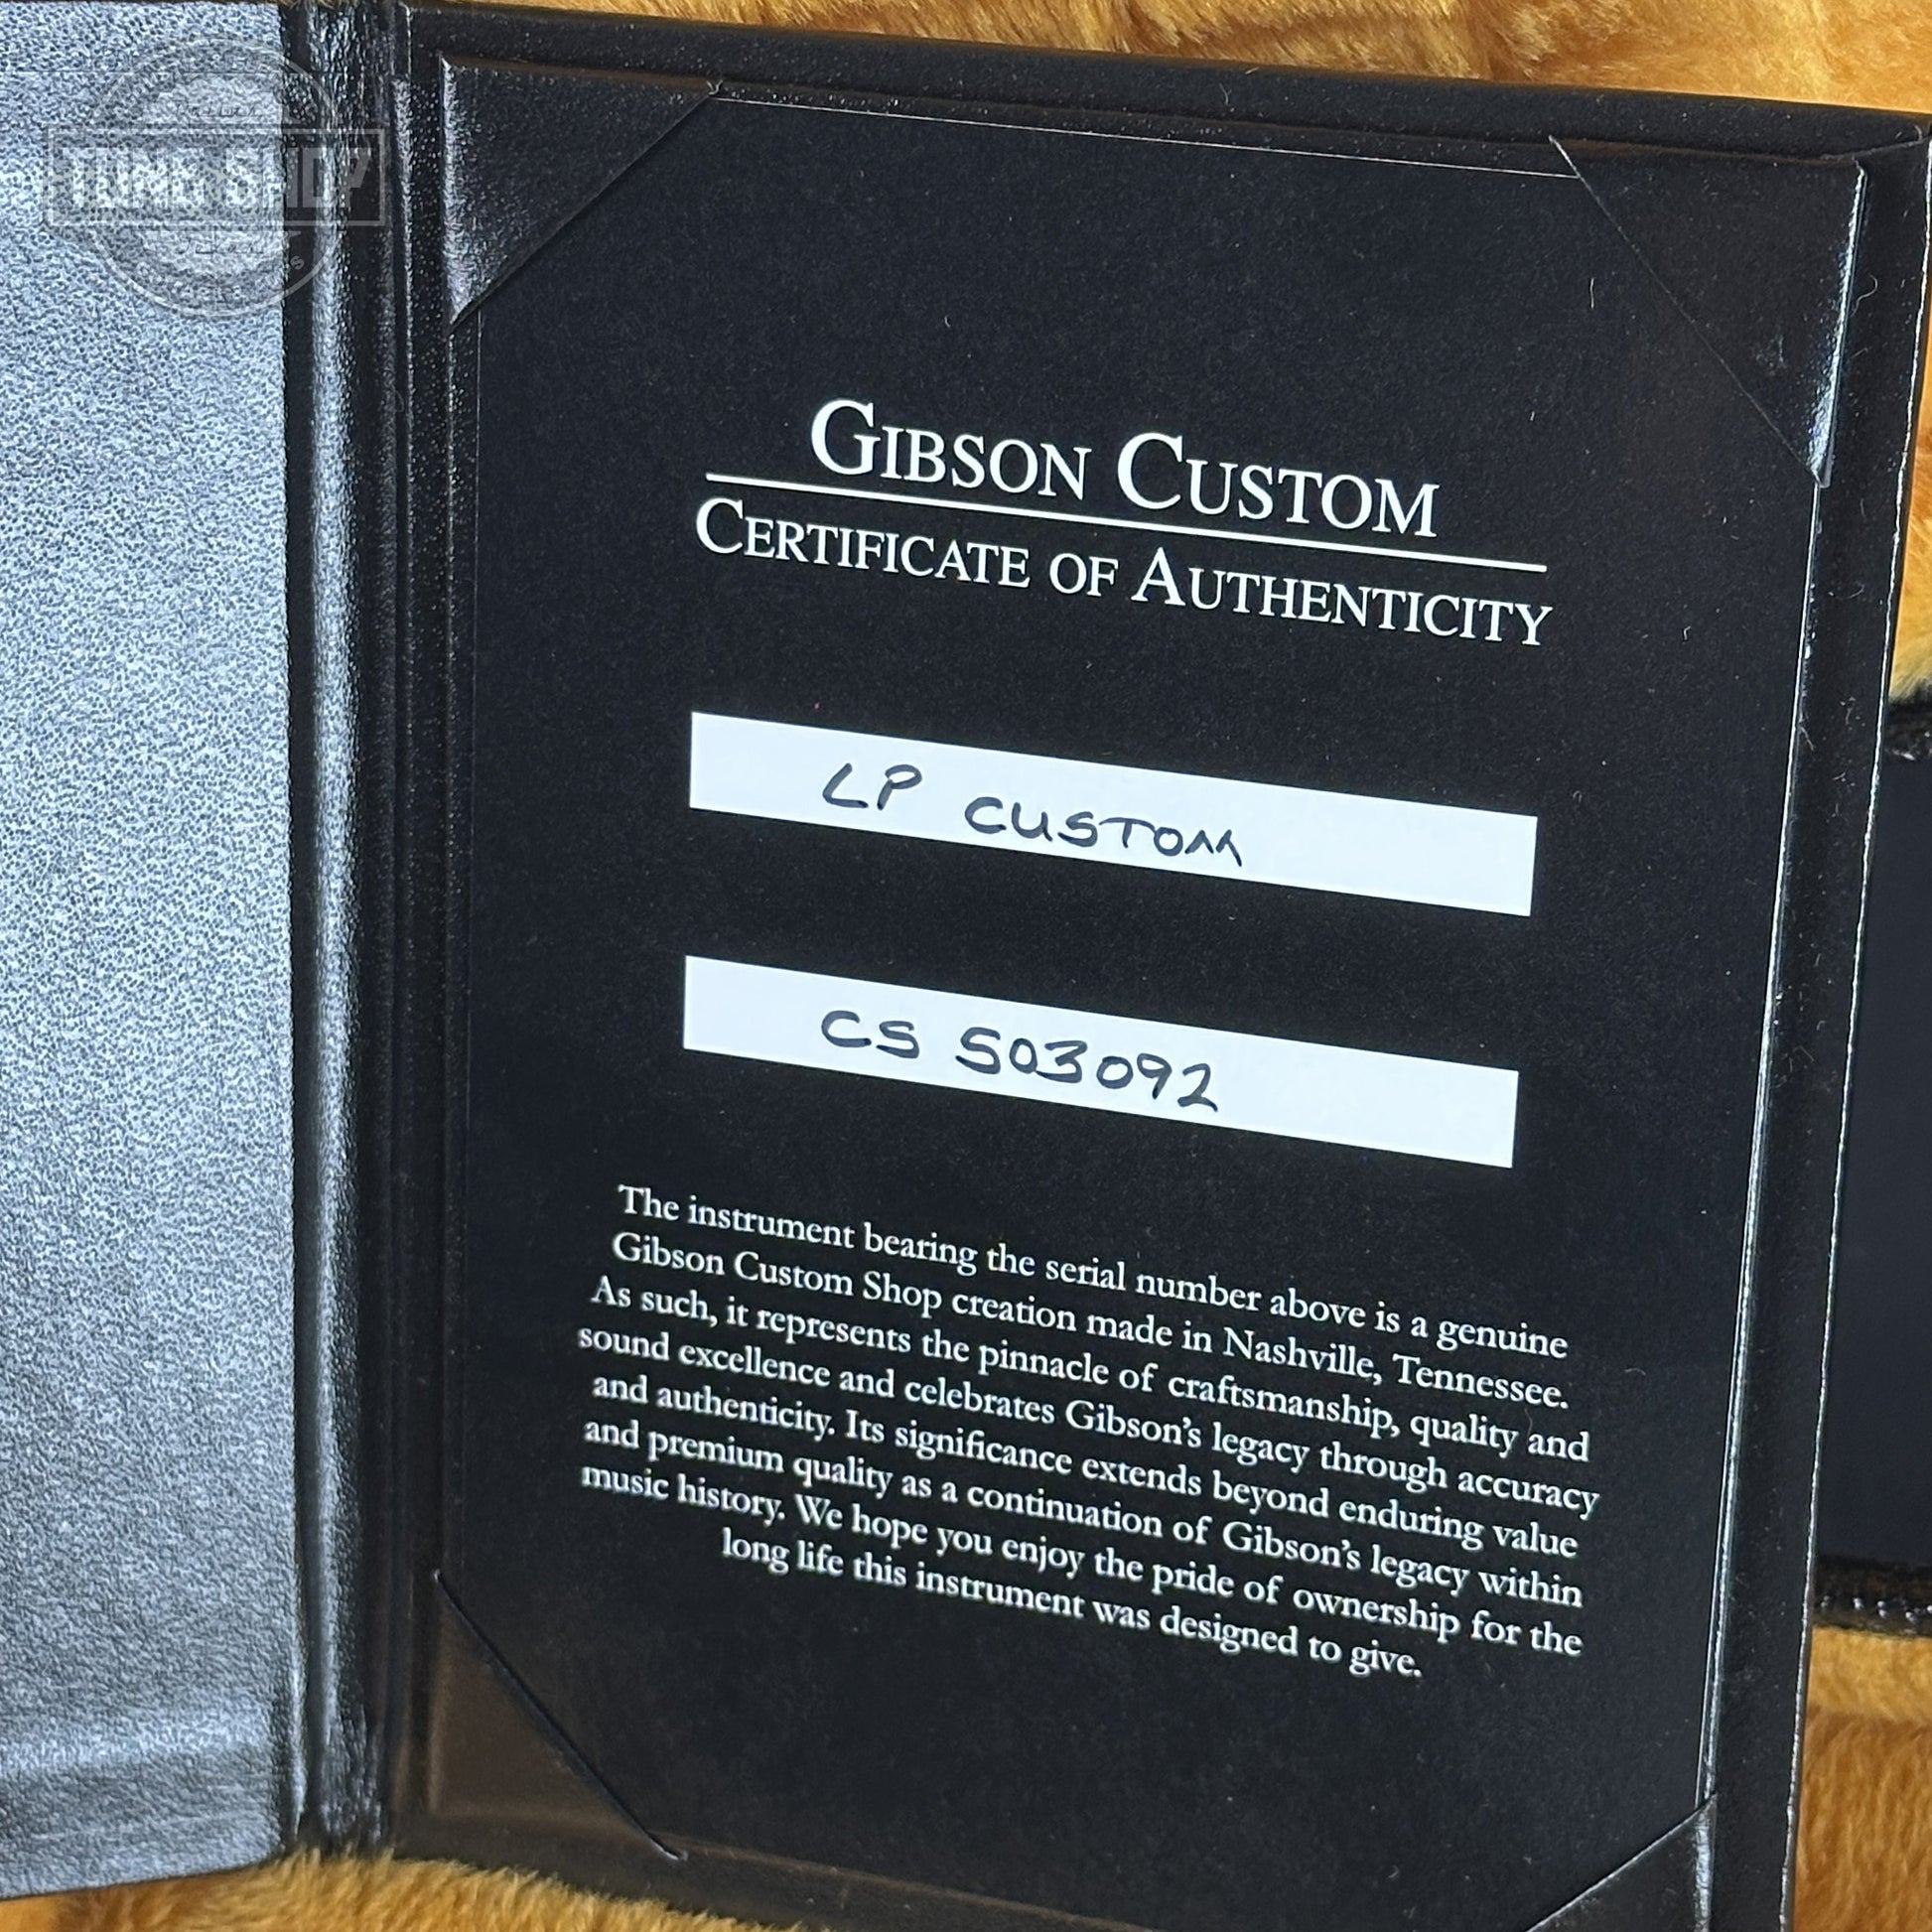 TONE SHOP
GIBSON CUSTOM
CERTIFICATE OF AUTHENTICITY
LP CUSTOM
CS 503092
The instrument bearing the serial number above is a genuine
Gibson Custom Shop creation made in Nashville, Tennessee.
As such, it represents the pinnacle of craftsmanship, quality and
sound excellence and celebrates Gibson's legacy through accuracy
and authenticity. Its significance extends beyond enduring value
and premium quality as a continuation of Gibson's legacy within
music history. We hope you enjoy the pride of ownership for the
long life this instrument was designed to give.